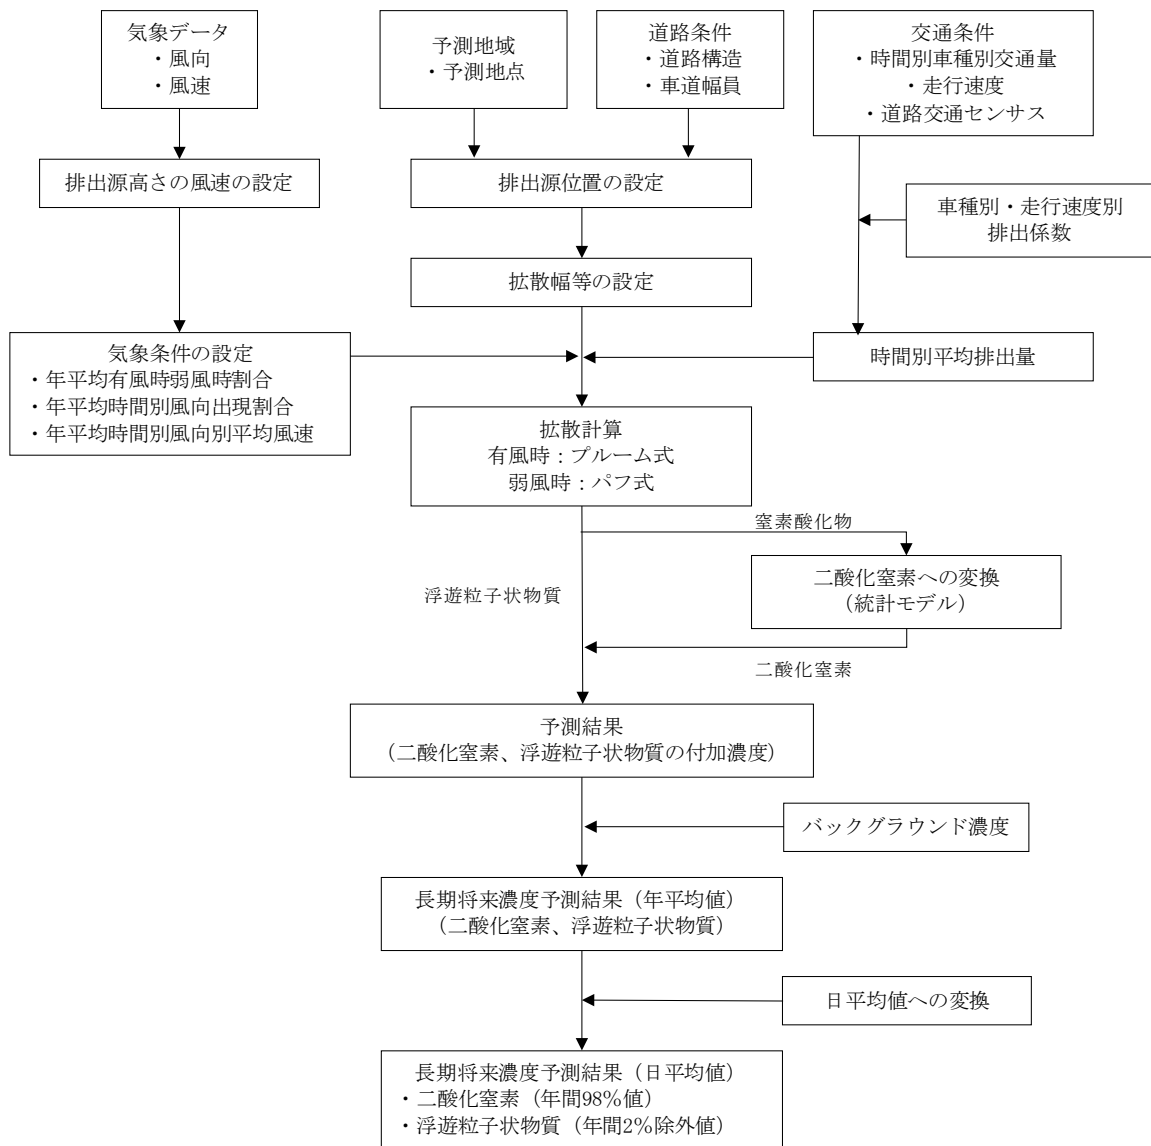 気象データ
・風向
・風速
予測地域
・予測地点
道路条件
・道路構造
・車道幅員
交通条件
・時間別車種別交通量
・走行速度
・道路交通センサス
排出源高さの風速の設定
排出源位置の設定
車種別・走行速度別
排出係数
拡散幅等の設定
気象条件の設定
・年平均有風時弱風時割合
・年平均時間別風向出現割合
・年平均時間別風向別平均風速
時間別平均排出量
拡散計算
有風時：プルーム式
弱風時：パフ式
窒素酸化物
浮遊粒子状物質
二酸化窒素への変換
（統計モデル）
二酸化窒素
予測結果
（二酸化窒素、浮遊粒子状物質の付加濃度）
バックグラウンド濃度
長期将来濃度予測結果（年平均値）
（二酸化窒素、浮遊粒子状物質）
日平均値への変換
長期将来濃度予測結果（日平均値）
・二酸化窒素（年間98％値）
・浮遊粒子状物質（年間2％除外値）